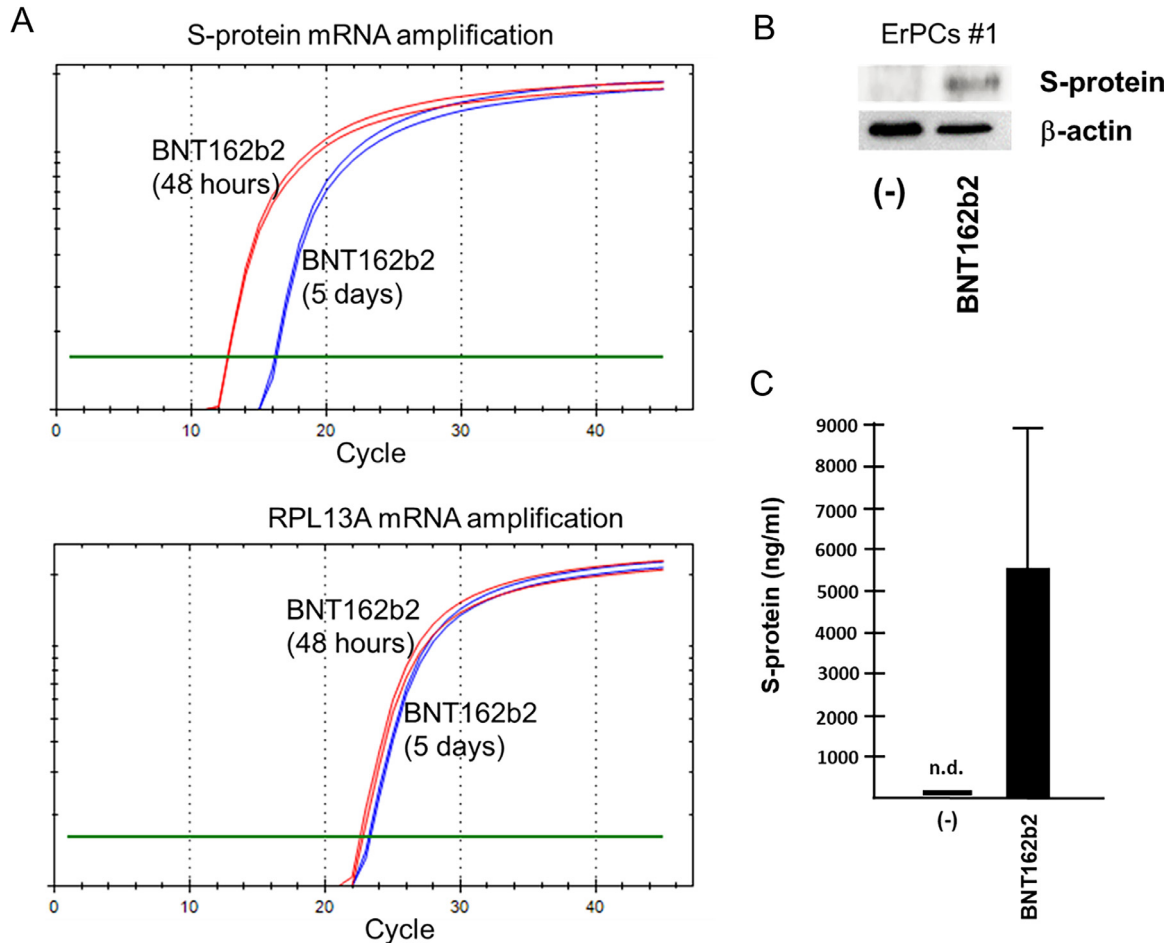 A
S-protein mRNA amplification
BNT162b2
(48 hours)
BNT162b2
(5 days)
0 10 20 30 40
Cycle
RPL13A mRNA amplification
BNT162b2
(48 hours)
BNT162b2
(5 days)
0 10 20 30 40
Cycle
B
ErPCs #1
S-protein
β-actin
(-)
BNT162b2
C
S-protein (ng/ml)
9000
8000
7000
6000
5000
4000
3000
2000
1000
n.d.
(-)
BNT162b2